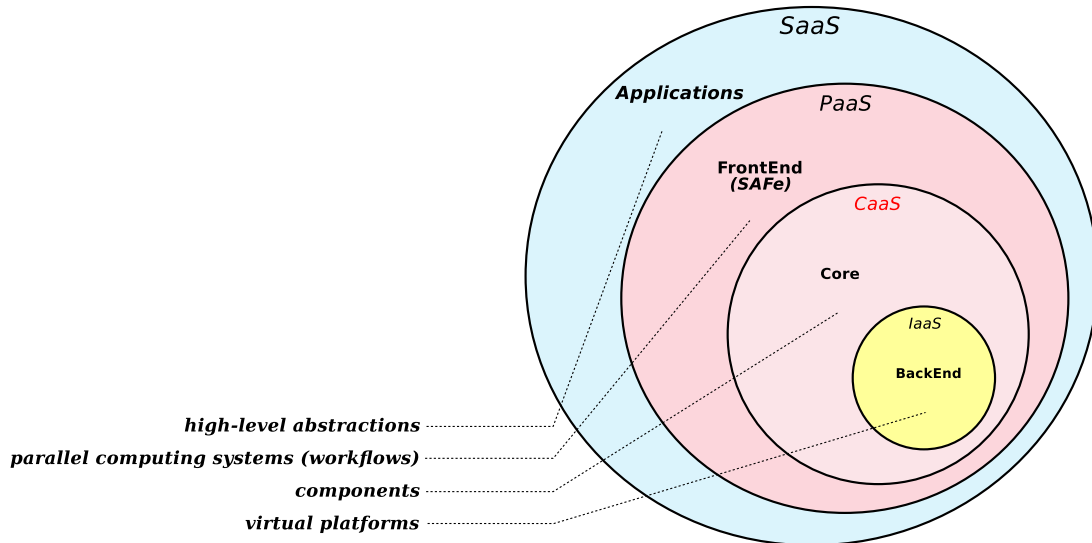 SaaS
Applications
PaaS
FrontEnd
(SAFe)
CaaS
Core
IaaS
BackEnd
high-level abstractions
parallel computing systems (workflows)
components
virtual platforms